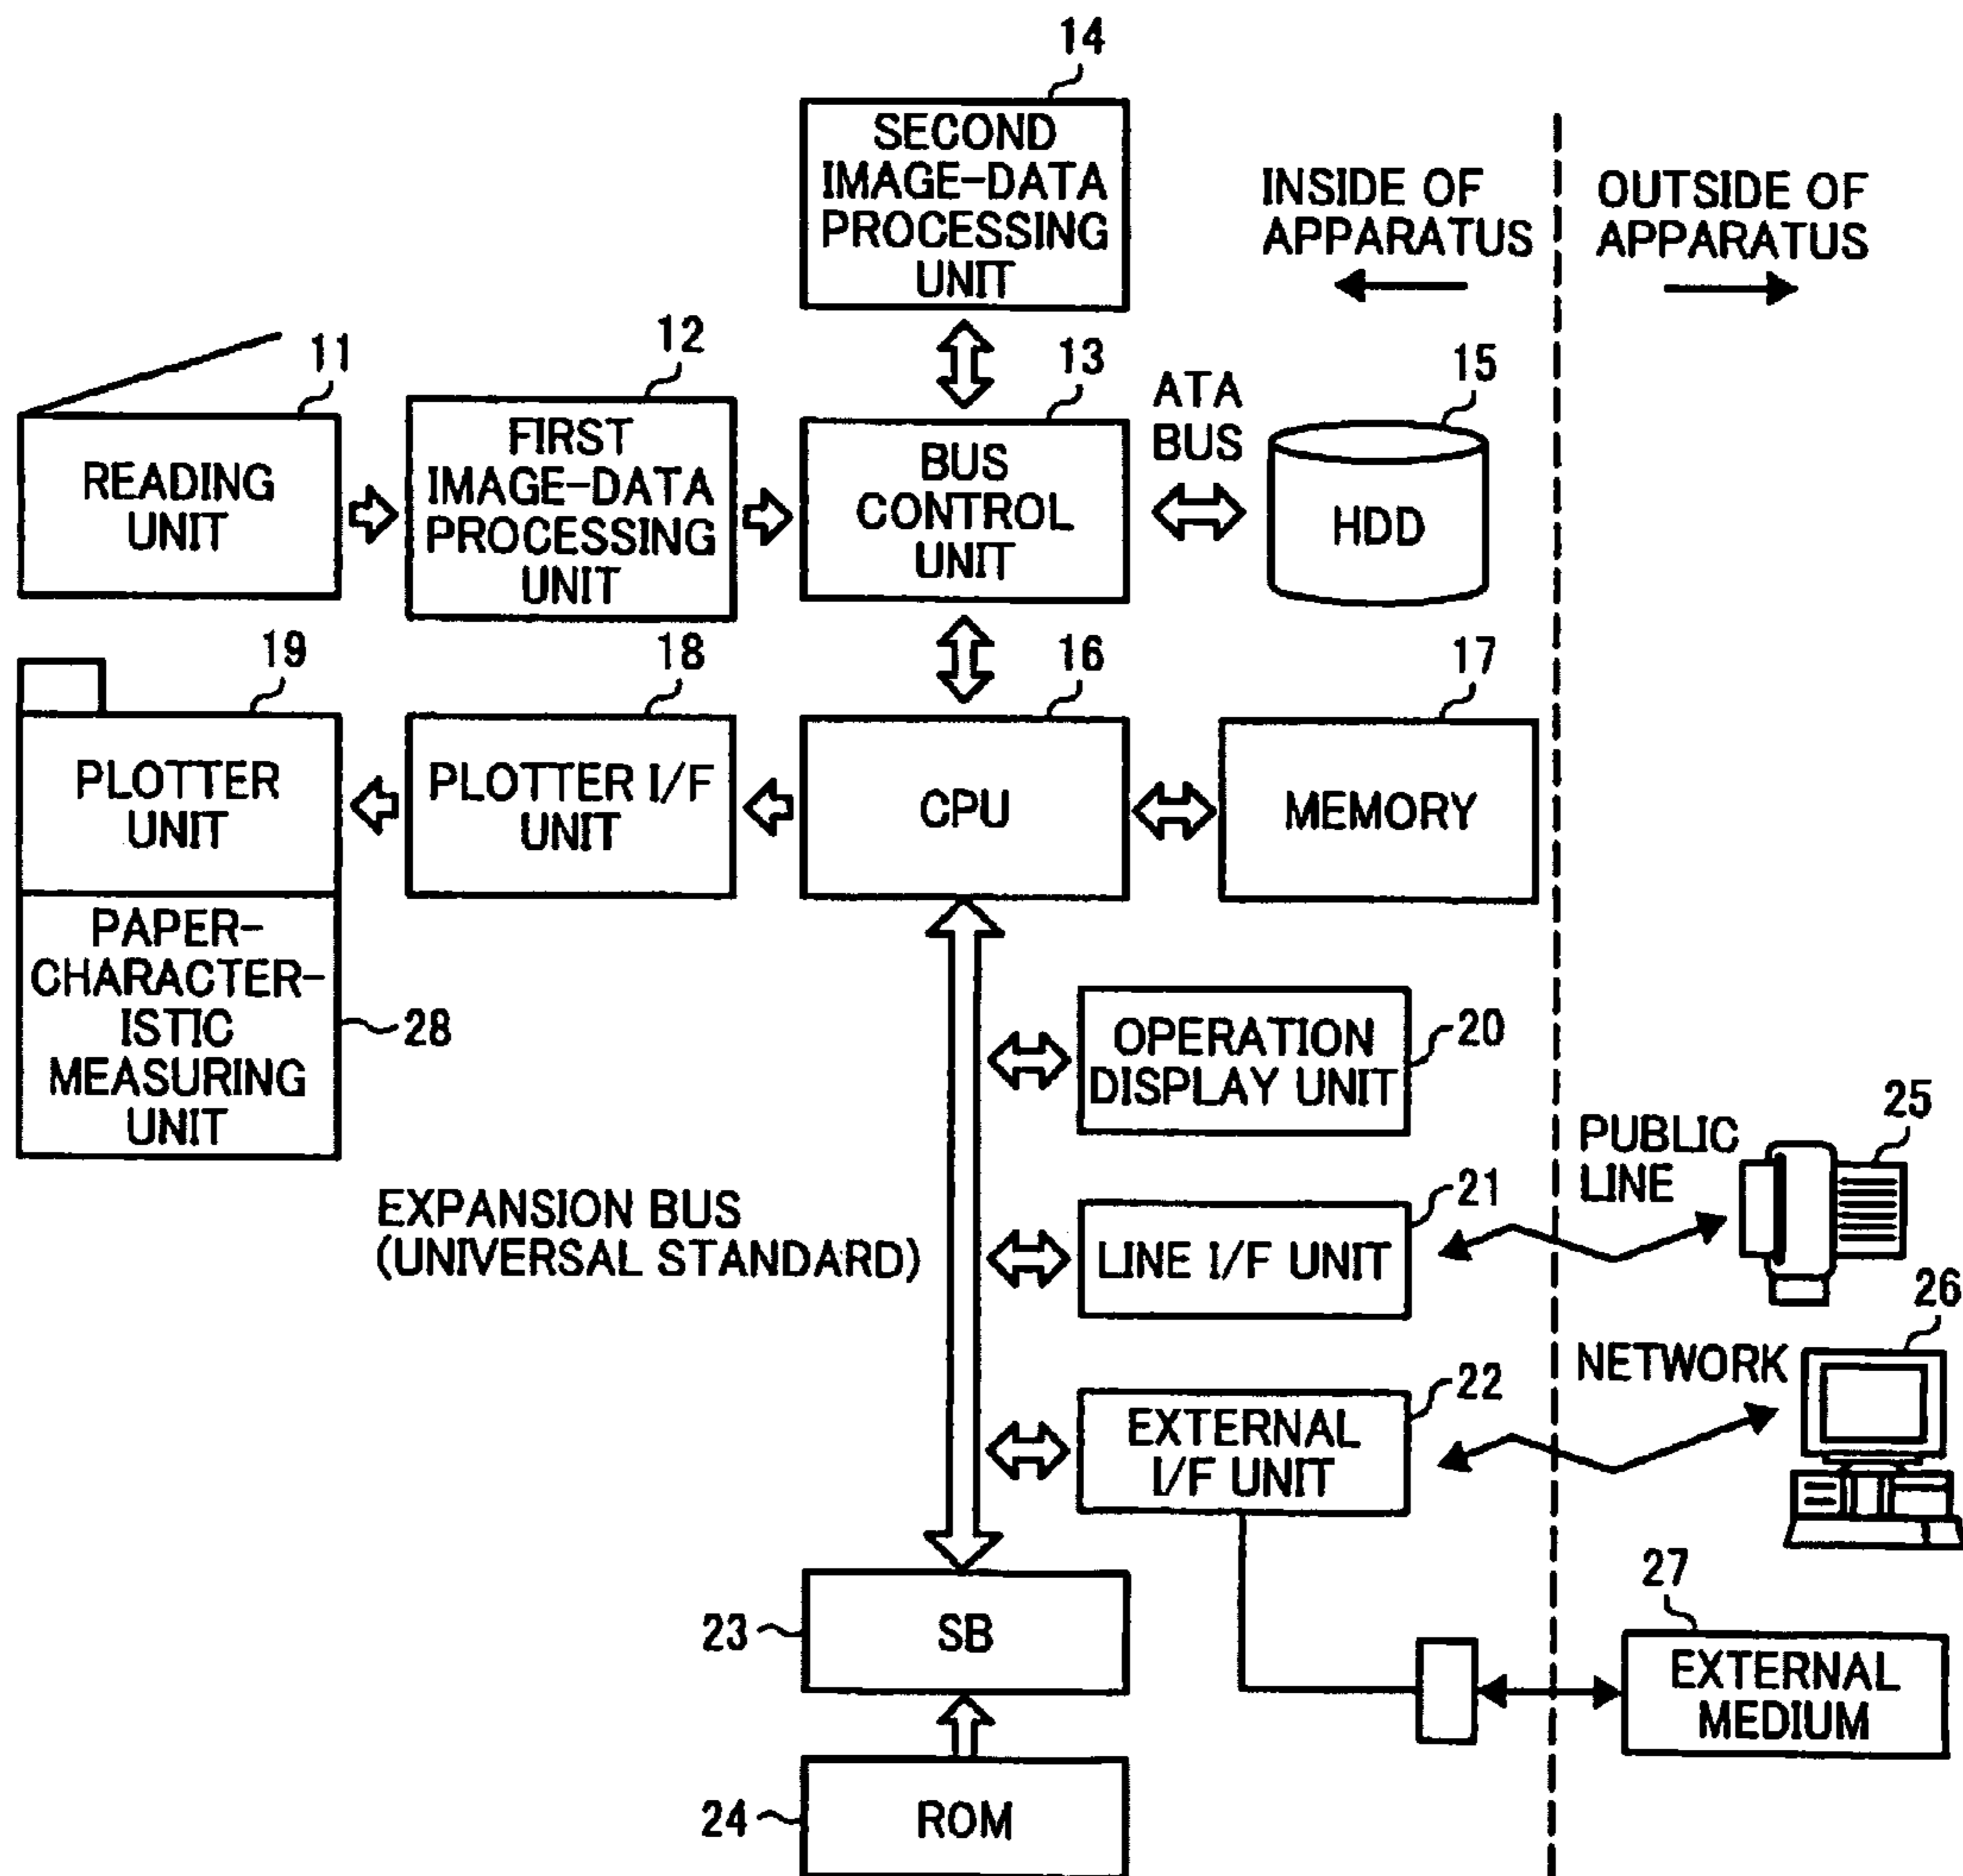 14
SECOND
IMAGE-DATA
PROCESSING
UNIT
INSIDE OF
APPARATUS
OUTSIDE OF
APPARATUS
11
READING
UNIT
12
FIRST
IMAGE-DATA
PROCESSING
UNIT
13
BUS
CONTROL
UNIT
ATA
BUS
15
HDD
19
PLOTTER
UNIT
18
PLOTTER I/F
UNIT
16
CPU
17
MEMORY
PAPER-
CHARACTER-
ISTIC
MEASURING
UNIT
28
OPERATION
DISPLAY UNIT
20
EXPANSION BUS
(UNIVERSAL STANDARD)
LINE I/F UNIT
21
PUBLIC
LINE
25
EXTERNAL
I/F UNIT
22
NETWORK
26
23
SB
27
EXTERNAL
MEDIUM
24
ROM